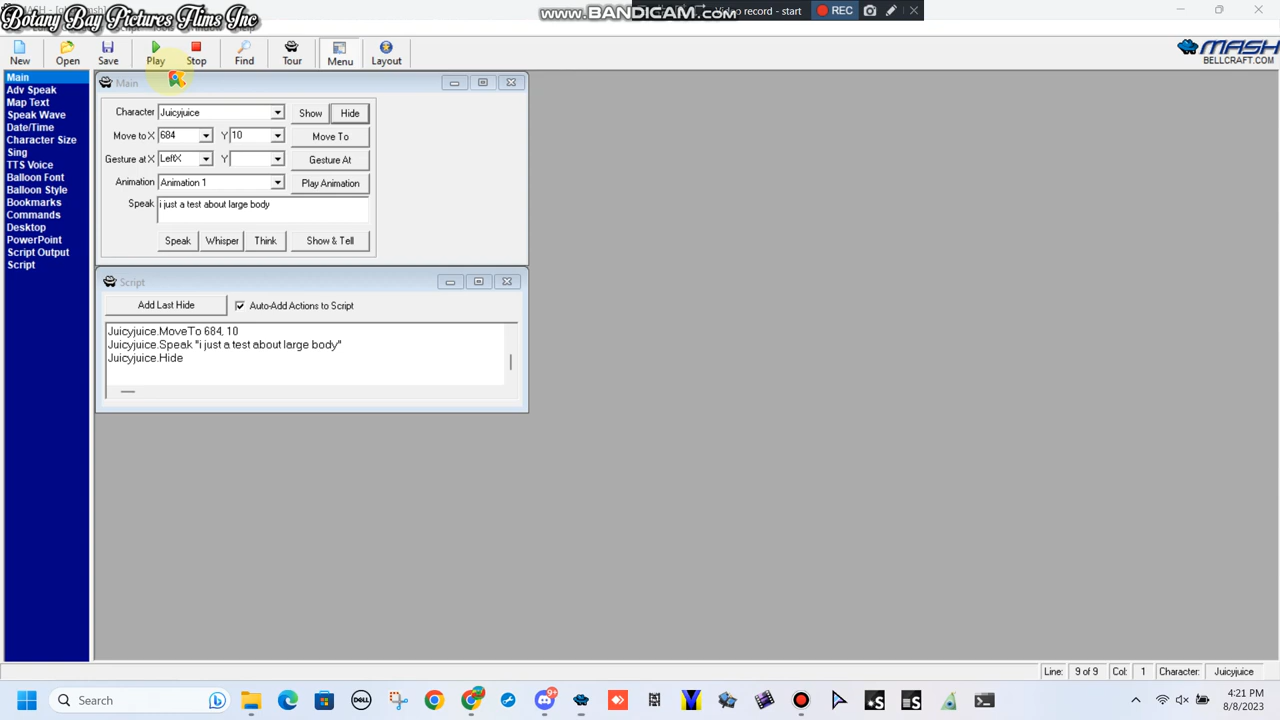 Botany Bay Pictures Flims Inc
www.BANDICAM.com
Video record - start
REC
New
Open
Save
Play
Stop
Find
Tour
Menu
Layout
MASH
BELLCRAFT.COM
Main
Adv Speak
Map Text
Speak Wave
Date/Time
Character Size
Sing
TTS Voice
Balloon Font
Balloon Style
Bookmarks
Commands
Desktop
PowerPoint
Script Output
Script
Main
Character Juicyjuice Show Hide
Move to X 684 Y 10 Move To
Gesture at X LeftX Y Gesture At
Animation Animation 1 Play Animation
Speak i just a test about large body
Speak Whisper Think Show & Tell
Script
Add Last Hide Auto-Add Actions to Script
Juicyjuice.MoveTo 684, 10
Juicyjuice.Speak "i just a test about large body"
Juicyjuice.Hide
Line: 9 of 9 Col: 1 Character: Juicyjuice
Search
DELL
9+
4:21 PM
8/8/2023